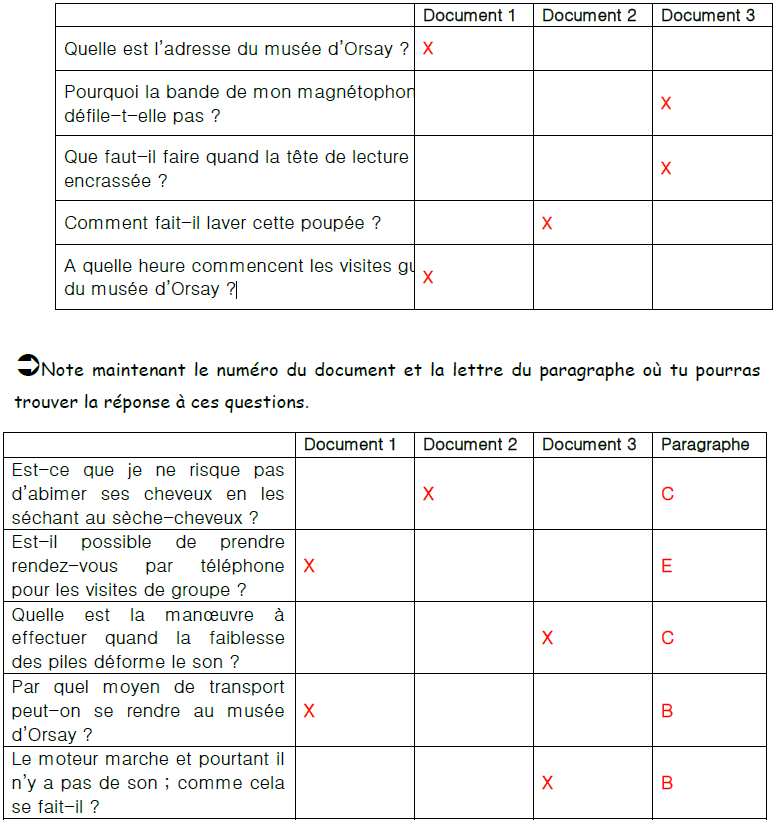 Document 1 Document 2 Document 3
Quelle est l'adresse du musée d'Orsay ? X
Pourquoi la bande de mon magnétophon
défile-t-elle pas ? X
Que faut-il faire quand la tête de lecture
encrassée ? X
Comment fait-il laver cette poupée ? X
A quelle heure commencent les visites gu
du musée d'Orsay ? X
Note maintenant le numéro du document et la lettre du paragraphe où tu pourras
trouver la réponse à ces questions.
Document 1 Document 2 Document 3 Paragraphe
Est-ce que je ne risque pas
d'abimer ses cheveux en les X C
séchant au sèche-cheveux ?
Est-il possible de prendre
rendez-vous par téléphone X E
pour les visites de groupe ?
Quelle est la manœuvre à
effectuer quand la faiblesse X C
des piles déforme le son ?
Par quel moyen de transport
peut-on se rendre au musée X B
d'Orsay ?
Le moteur marche et pourtant il
n'y a pas de son ; comme cela X B
se fait-il ?